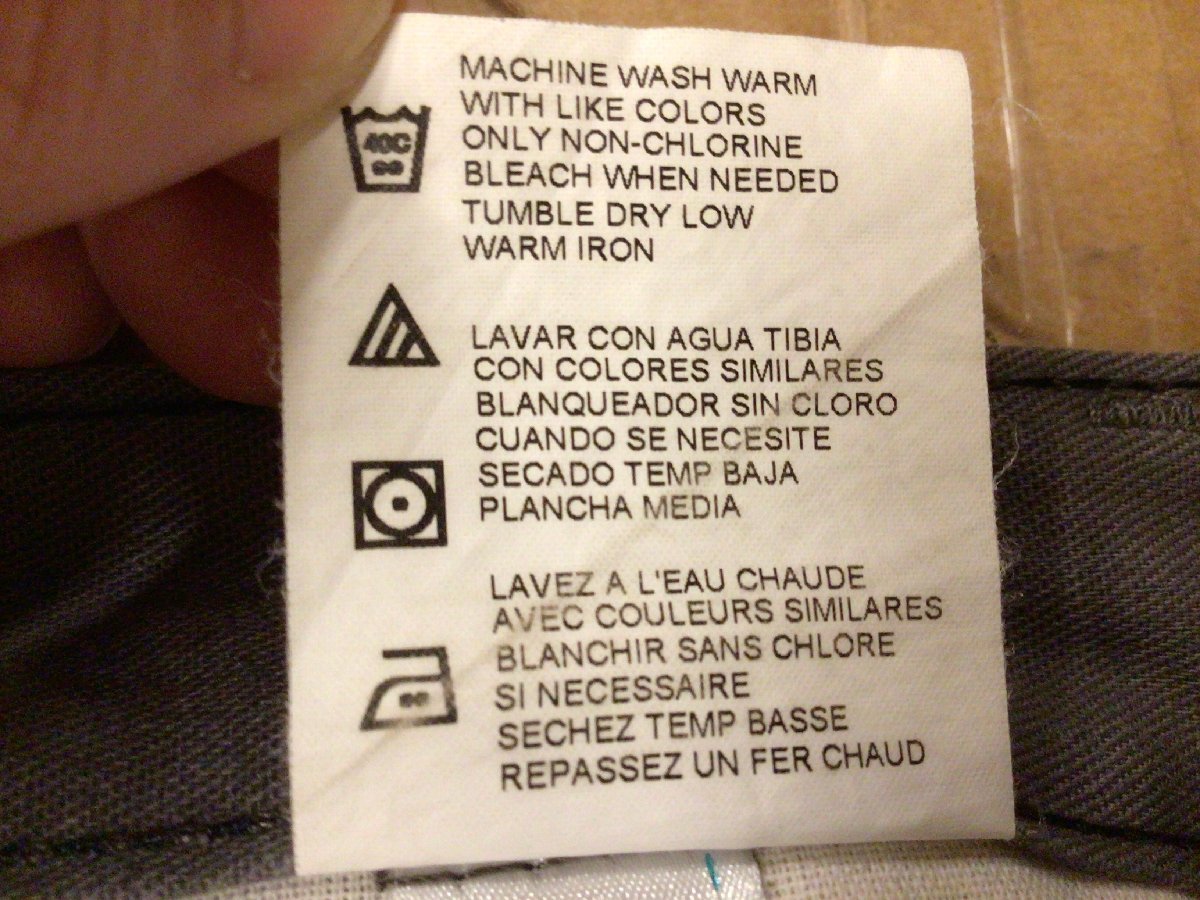 40C
MACHINE WASH WARM
WITH LIKE COLORS
ONLY NON-CHLORINE
BLEACH WHEN NEEDED
TUMBLE DRY LOW
WARM IRON
LAVAR CON AGUA TIBIA
CON COLORES SIMILARES
BLANQUEADOR SIN CLORO
CUANDO SE NECESITE
SECADO TEMP BAJA
PLANCHA MEDIA
LAVEZ A L'EAU CHAUDE
AVEC COULEURS SIMILARES
BLANCHIR SANS CHLORE
SI NECESSAIRE
SECHEZ TEMP BASSE
REPASSEZ UN FER CHAUD